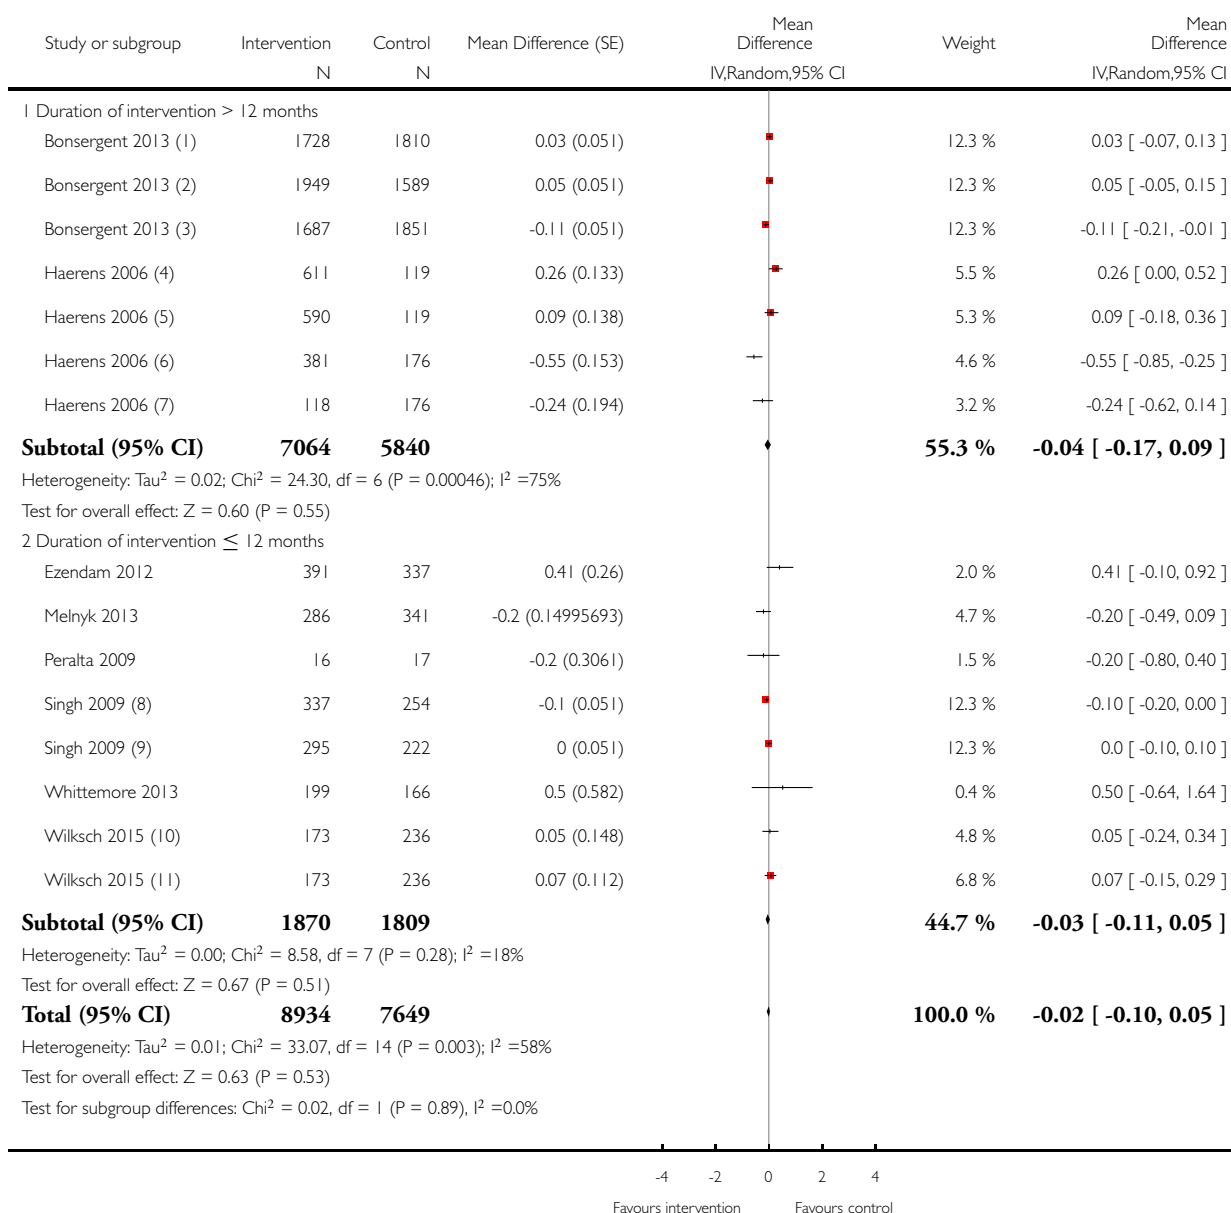 Study or subgroup Intervention Control Mean Difference (SE) Mean Difference Weight Mean Difference
N N IV,Random,95% CI IV,Random,95% CI
1 Duration of intervention > 12 months
Bonsergent 2013 (1) 1728 1810 0.03 (0.051) 12.3 % 0.03 [ -0.07, 0.13 ]
Bonsergent 2013 (2) 1949 1589 0.05 (0.051) 12.3 % 0.05 [ -0.05, 0.15 ]
Bonsergent 2013 (3) 1687 1851 -0.11 (0.051) 12.3 % -0.11 [ -0.21, -0.01 ]
Haerens 2006 (4) 611 119 0.26 (0.133) 5.5 % 0.26 [ 0.00, 0.52 ]
Haerens 2006 (5) 590 119 0.09 (0.138) 5.3 % 0.09 [ -0.18, 0.36 ]
Haerens 2006 (6) 381 176 -0.55 (0.153) 4.6 % -0.55 [ -0.85, -0.25 ]
Haerens 2006 (7) 118 176 -0.24 (0.194) 3.2 % -0.24 [ -0.62, 0.14 ]
Subtotal (95% CI) 7064 5840 55.3 % -0.04 [ -0.17, 0.09 ]
Heterogeneity: Tau² = 0.02; Chi² = 24.30, df = 6 (P = 0.00046); I² =75%
Test for overall effect: Z = 0.60 (P = 0.55)
2 Duration of intervention ≤ 12 months
Ezendam 2012 391 337 0.41 (0.26) 2.0 % 0.41 [ -0.10, 0.92 ]
Melnyk 2013 286 341 -0.2 (0.14995693) 4.7 % -0.20 [ -0.49, 0.09 ]
Peralta 2009 16 17 -0.2 (0.3061) 1.5 % -0.20 [ -0.80, 0.40 ]
Singh 2009 (8) 337 254 -0.1 (0.051) 12.3 % -0.10 [ -0.20, 0.00 ]
Singh 2009 (9) 295 222 0 (0.051) 12.3 % 0.0 [ -0.10, 0.10 ]
Whittemore 2013 199 166 0.5 (0.582) 0.4 % 0.50 [ -0.64, 1.64 ]
Wilksch 2015 (10) 173 236 0.05 (0.148) 4.8 % 0.05 [ -0.24, 0.34 ]
Wilksch 2015 (11) 173 236 0.07 (0.112) 6.8 % 0.07 [ -0.15, 0.29 ]
Subtotal (95% CI) 1870 1809 44.7 % -0.03 [ -0.11, 0.05 ]
Heterogeneity: Tau² = 0.00; Chi² = 8.58, df = 7 (P = 0.28); I² =18%
Test for overall effect: Z = 0.67 (P = 0.51)
Total (95% CI) 8934 7649 100.0 % -0.02 [ -0.10, 0.05 ]
Heterogeneity: Tau² = 0.01; Chi² = 33.07, df = 14 (P = 0.003); I² =58%
Test for overall effect: Z = 0.63 (P = 0.53)
Test for subgroup differences: Chi² = 0.02, df = 1 (P = 0.89), I² =0.0%
-4 -2 0 2 4
Favours intervention Favours control